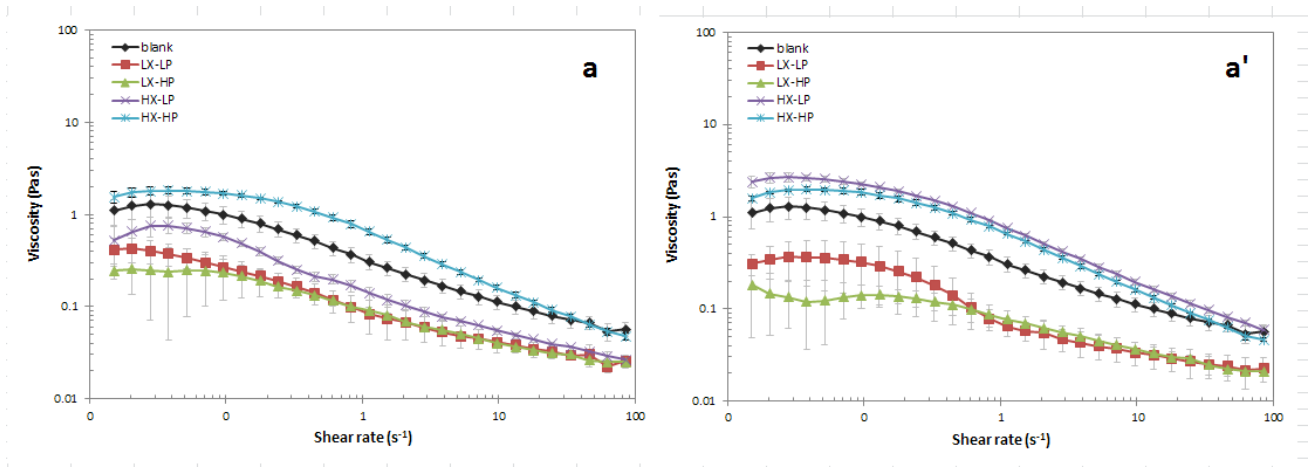 100
10
1
0.1
0.01
Viscosity (Pas)
blank
LX-LP
LX-HP
HX-LP
HX-HP
a
0 0 1 10 100
Shear rate (s⁻¹)
100
10
1
0.1
0.01
Viscosity (Pas)
blank
LX-LP
LX-HP
HX-LP
HX-HP
a'
0 0 1 10 100
Shear rate (s⁻¹)